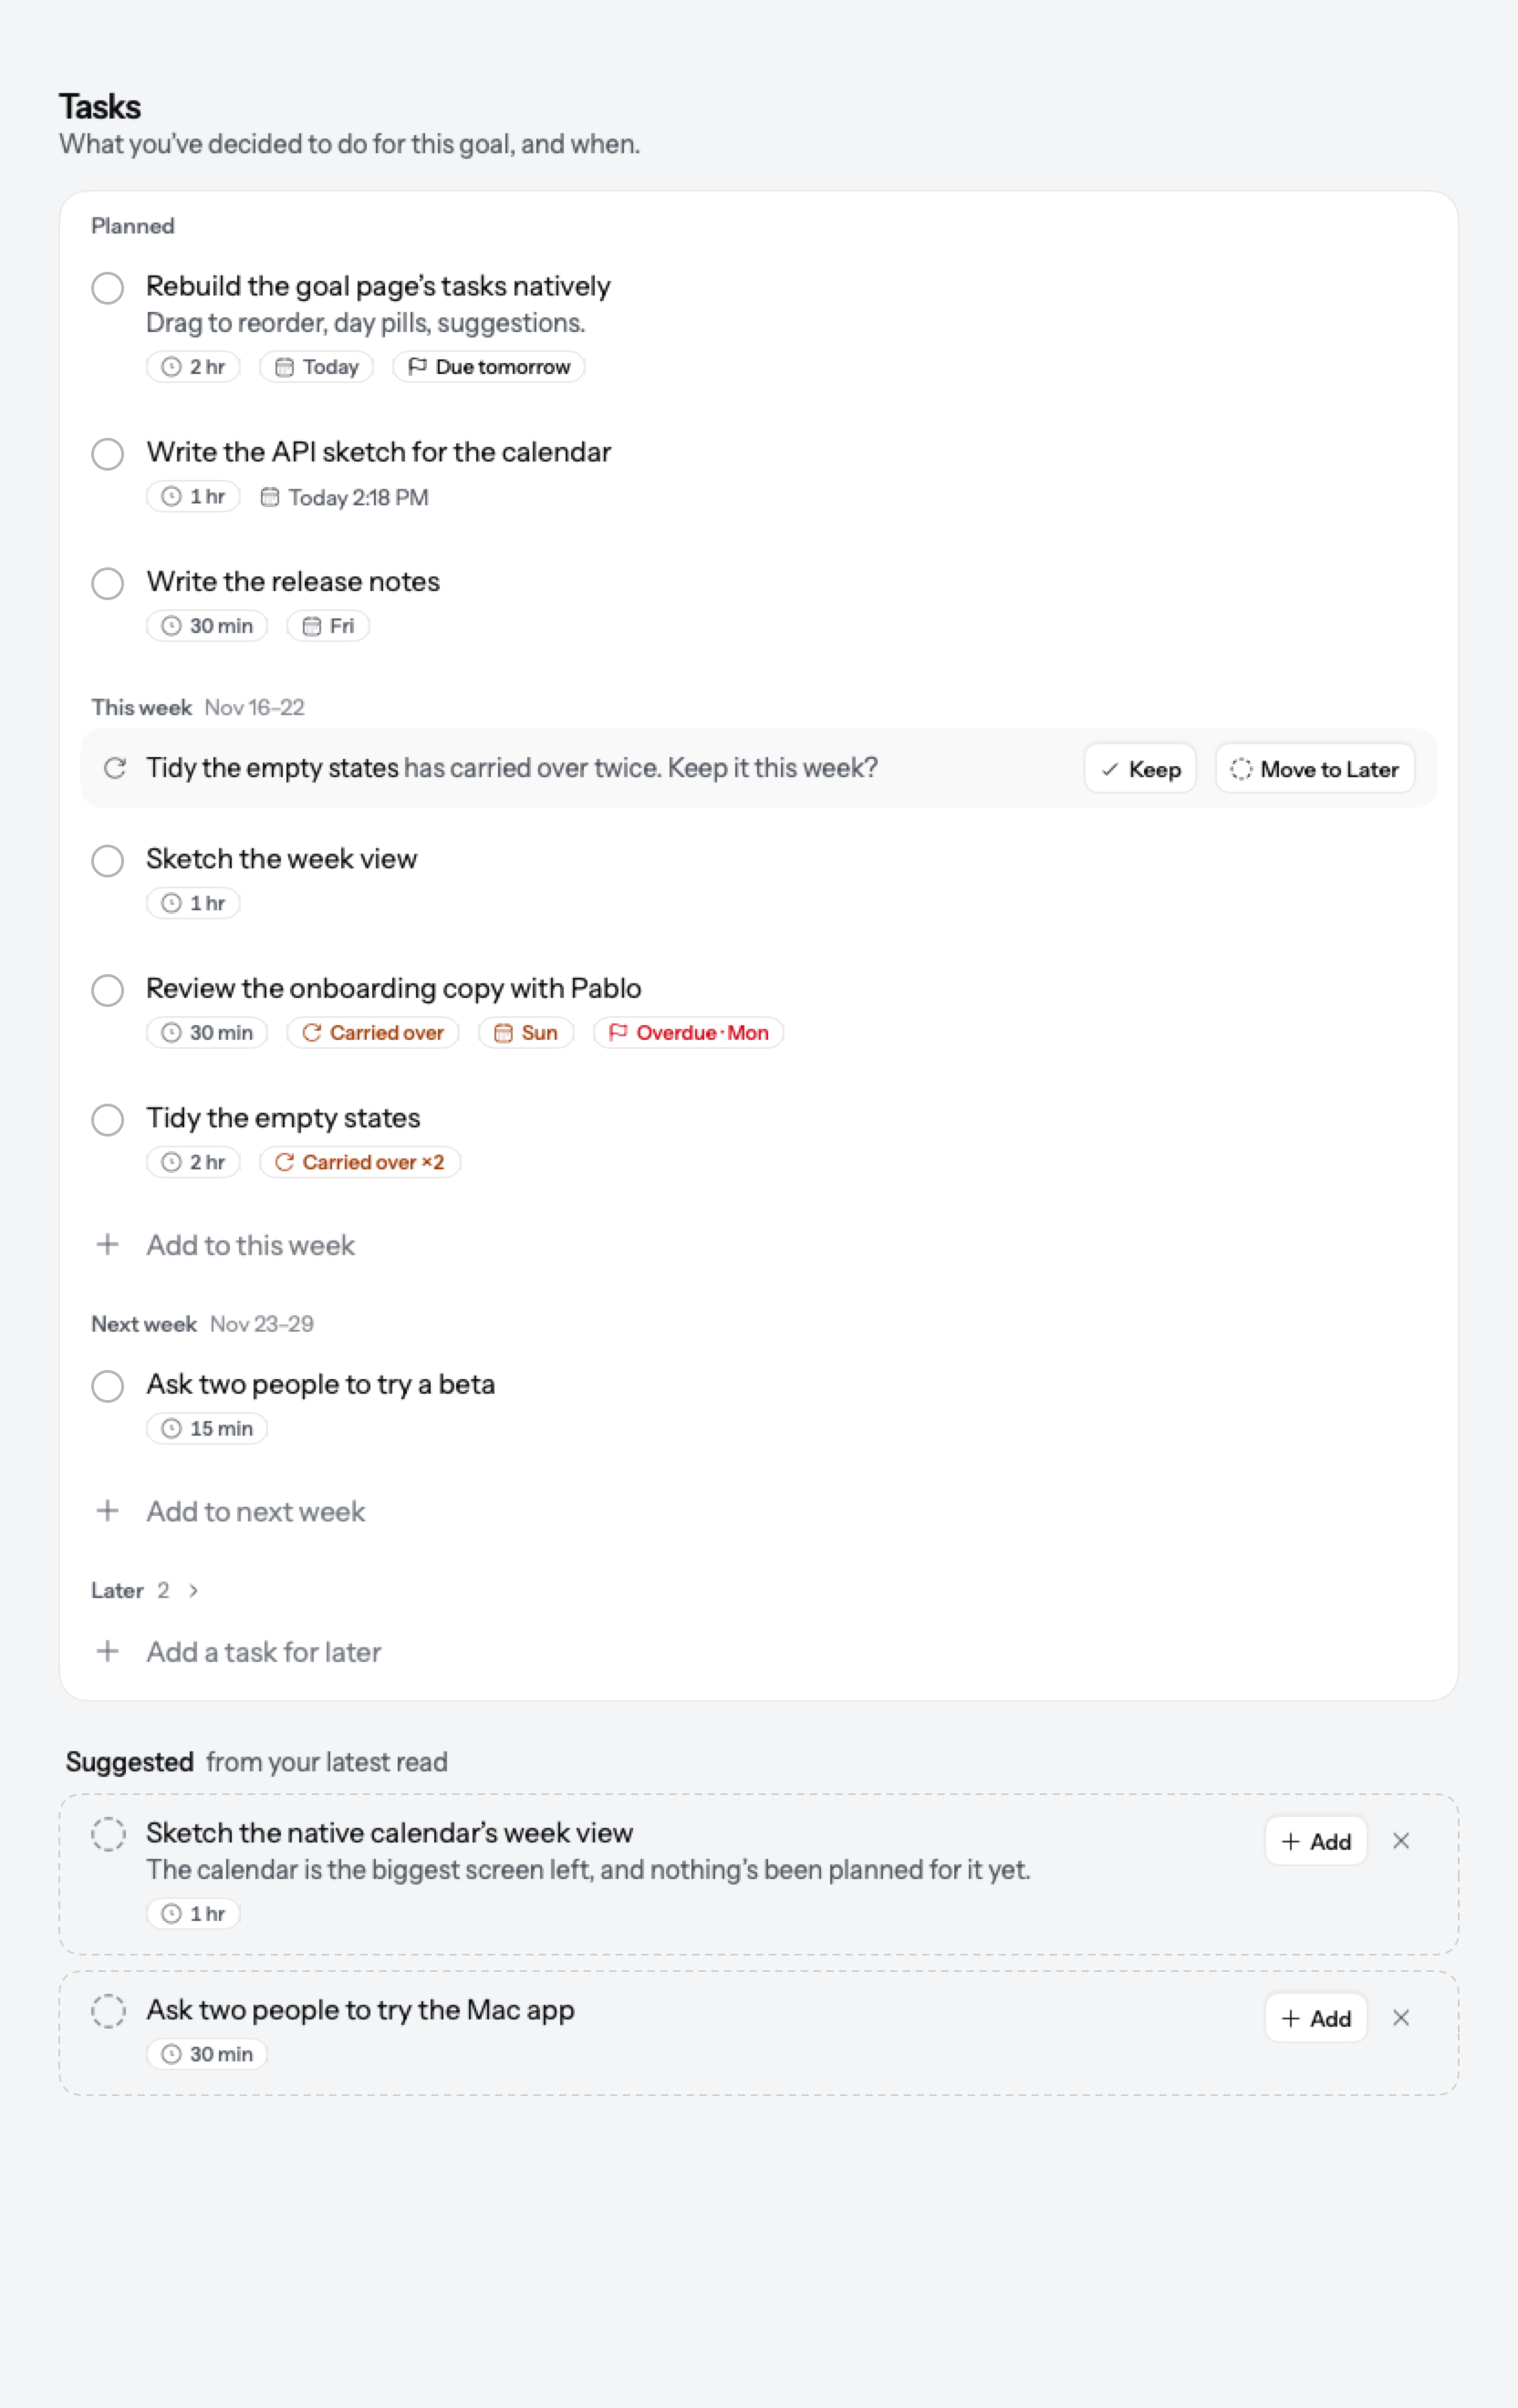 Tasks
What you’ve decided to do for this goal, and when.
Planned
Rebuild the goal page’s tasks natively
Drag to reorder, day pills, suggestions.
2 hr Today Due tomorrow
Write the API sketch for the calendar
1 hr Today 2:18 PM
Write the release notes
30 min Fri
This week Nov 16–22
Tidy the empty states has carried over twice. Keep it this week? Keep Move to Later
Sketch the week view
1 hr
Review the onboarding copy with Pablo
30 min Carried over Sun Overdue · Mon
Tidy the empty states
2 hr Carried over ×2
Add to this week
Next week Nov 23–29
Ask two people to try a beta
15 min
Add to next week
Later 2
Add a task for later
Suggested from your latest read
Sketch the native calendar’s week view Add
The calendar is the biggest screen left, and nothing’s been planned for it yet.
1 hr
Ask two people to try the Mac app Add
30 min